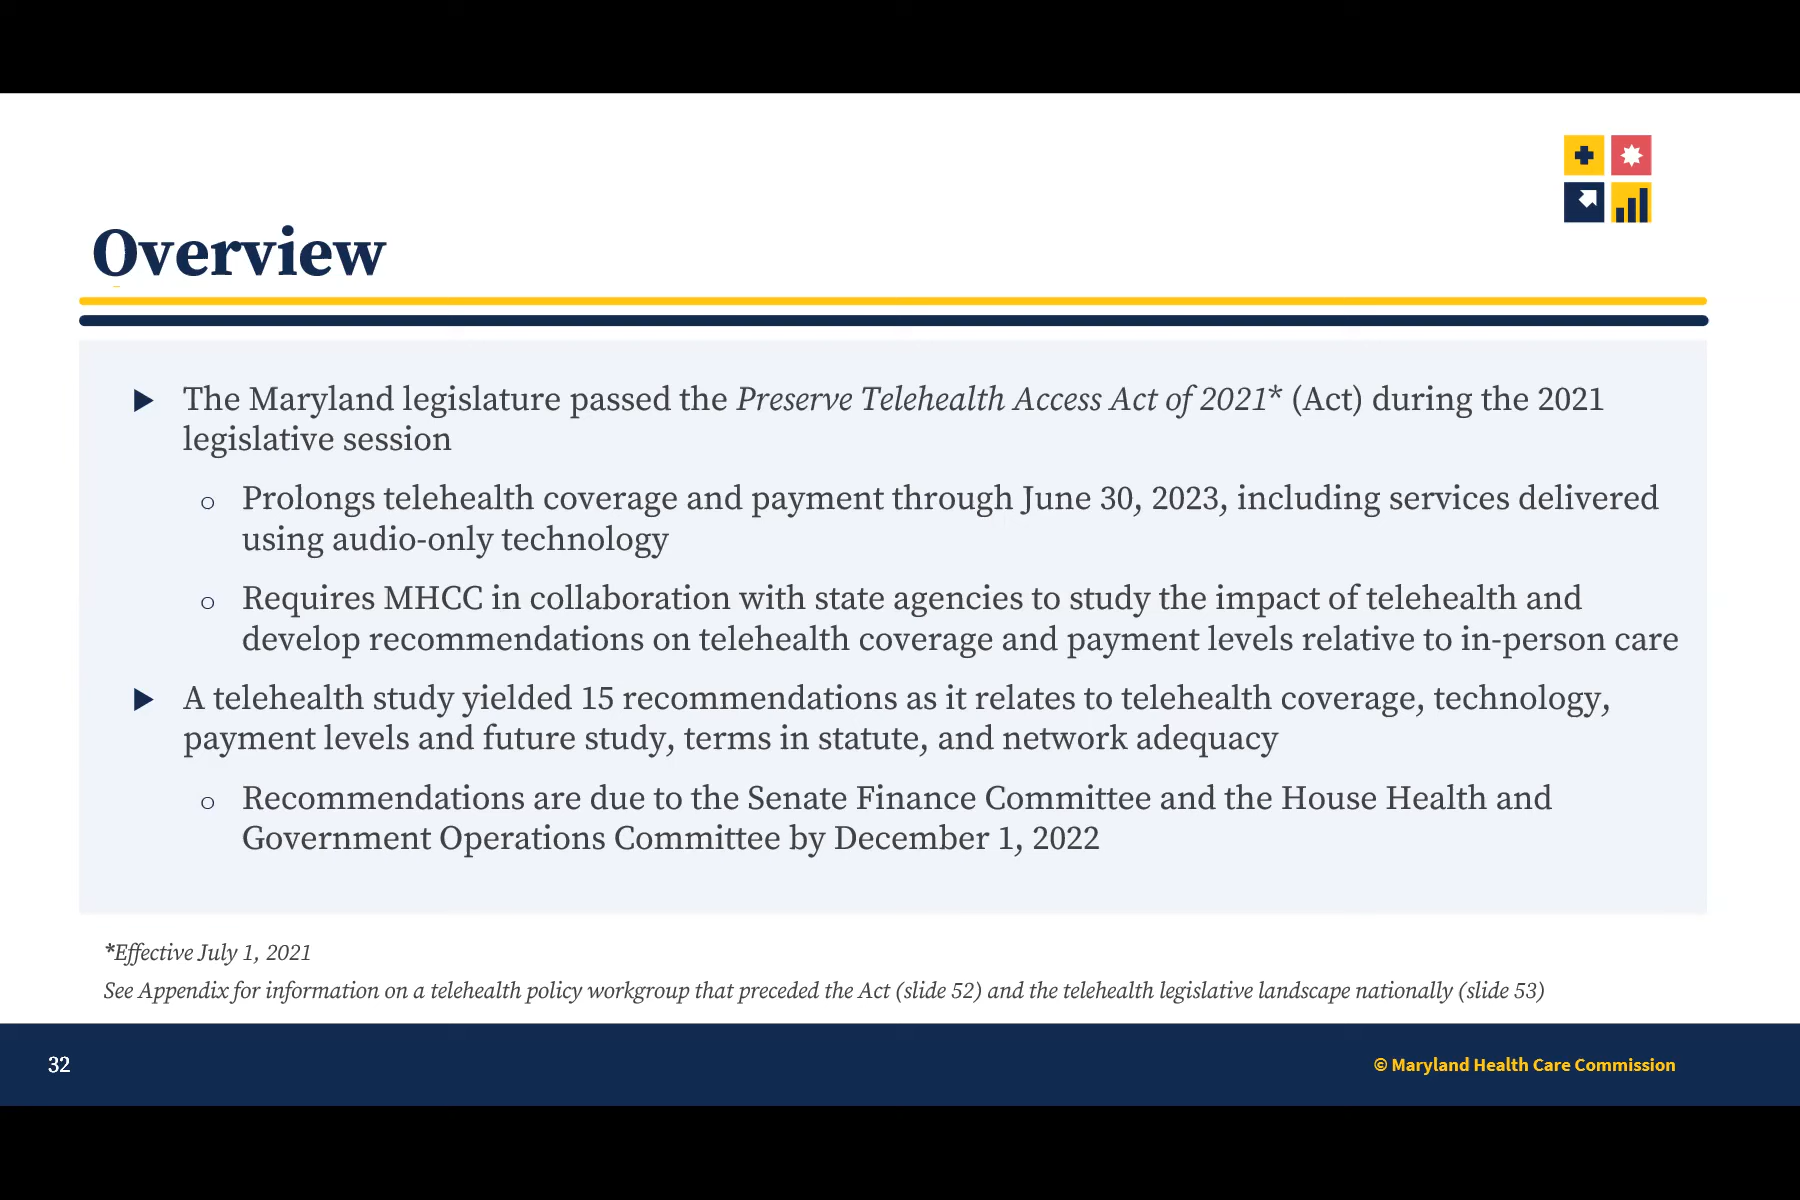 Overview
▶ The Maryland legislature passed the Preserve Telehealth Access Act of 2021* (Act) during the 2021
legislative session
o Prolongs telehealth coverage and payment through June 30, 2023, including services delivered
using audio-only technology
o Requires MHCC in collaboration with state agencies to study the impact of telehealth and
develop recommendations on telehealth coverage and payment levels relative to in-person care
▶ A telehealth study yielded 15 recommendations as it relates to telehealth coverage, technology,
payment levels and future study, terms in statute, and network adequacy
o Recommendations are due to the Senate Finance Committee and the House Health and
Government Operations Committee by December 1, 2022
*Effective July 1, 2021
See Appendix for information on a telehealth policy workgroup that preceded the Act (slide 52) and the telehealth legislative landscape nationally (slide 53)
32
© Maryland Health Care Commission